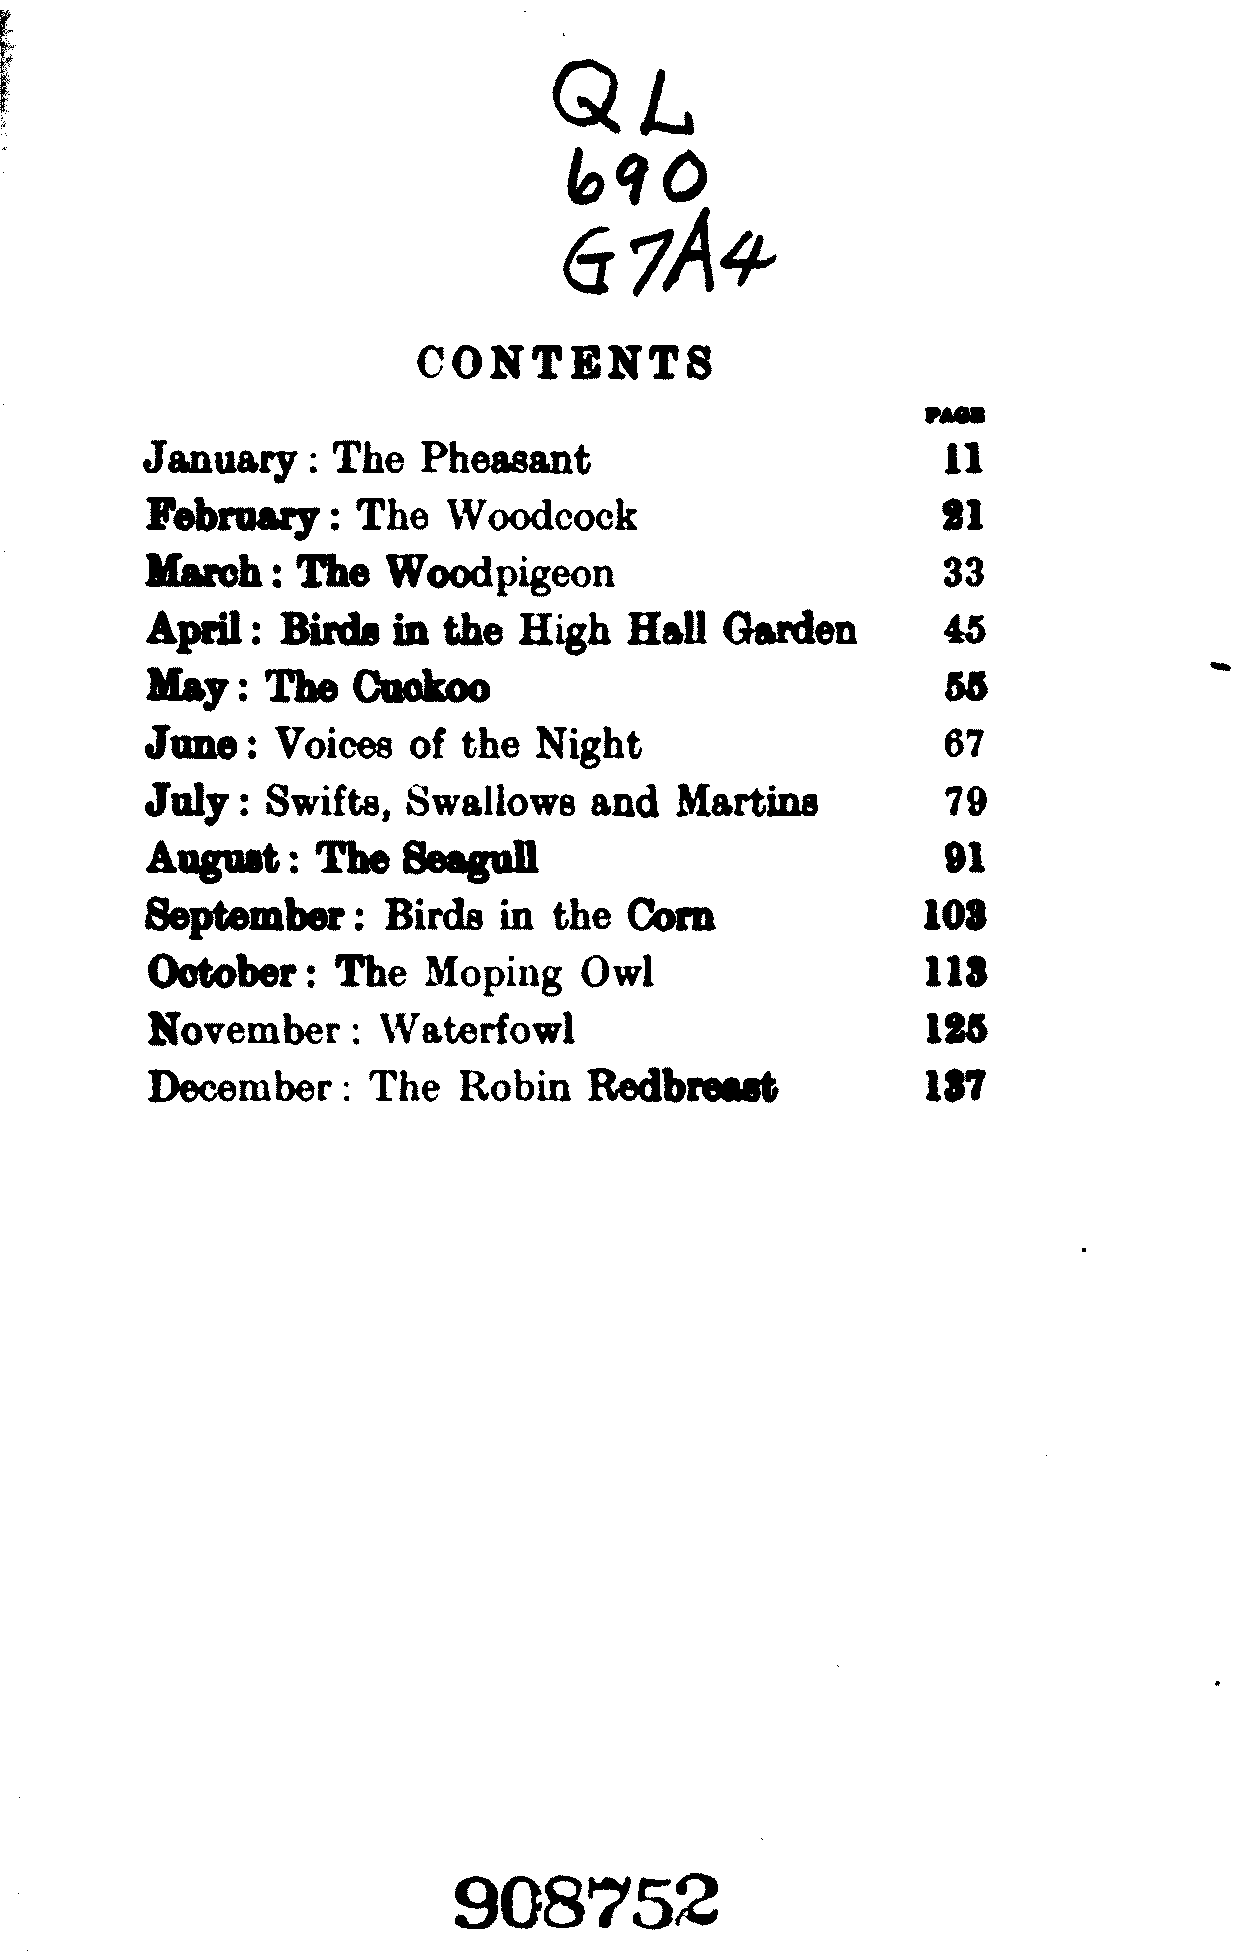 QL
690
G7A4
CONTENTS
PAGE
January : The Pheasant 11
February : The Woodcock 21
March : The Woodpigeon 33
April : Birds in the High Hall Garden 45
May : The Cuckoo 55
June : Voices of the Night 67
July : Swifts, Swallows and Martins 79
August : The Seagull 91
September : Birds in the Corn 103
October : The Moping Owl 113
November : Waterfowl 125
December : The Robin Redbreast 137
908752